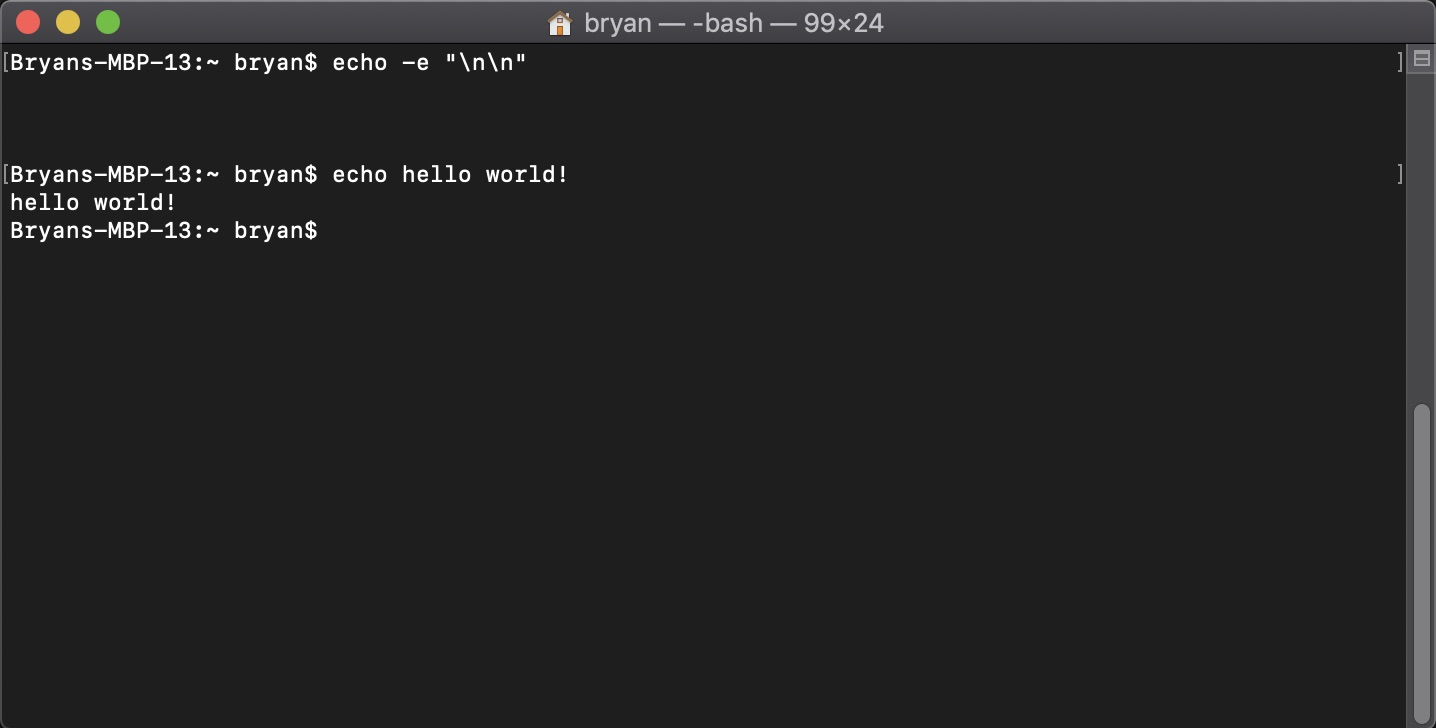 bryan — -bash — 99×24
[Bryans-MBP-13:~ bryan$ echo -e "\n\n" ]
[Bryans-MBP-13:~ bryan$ echo hello world! ]
hello world!
Bryans-MBP-13:~ bryan$